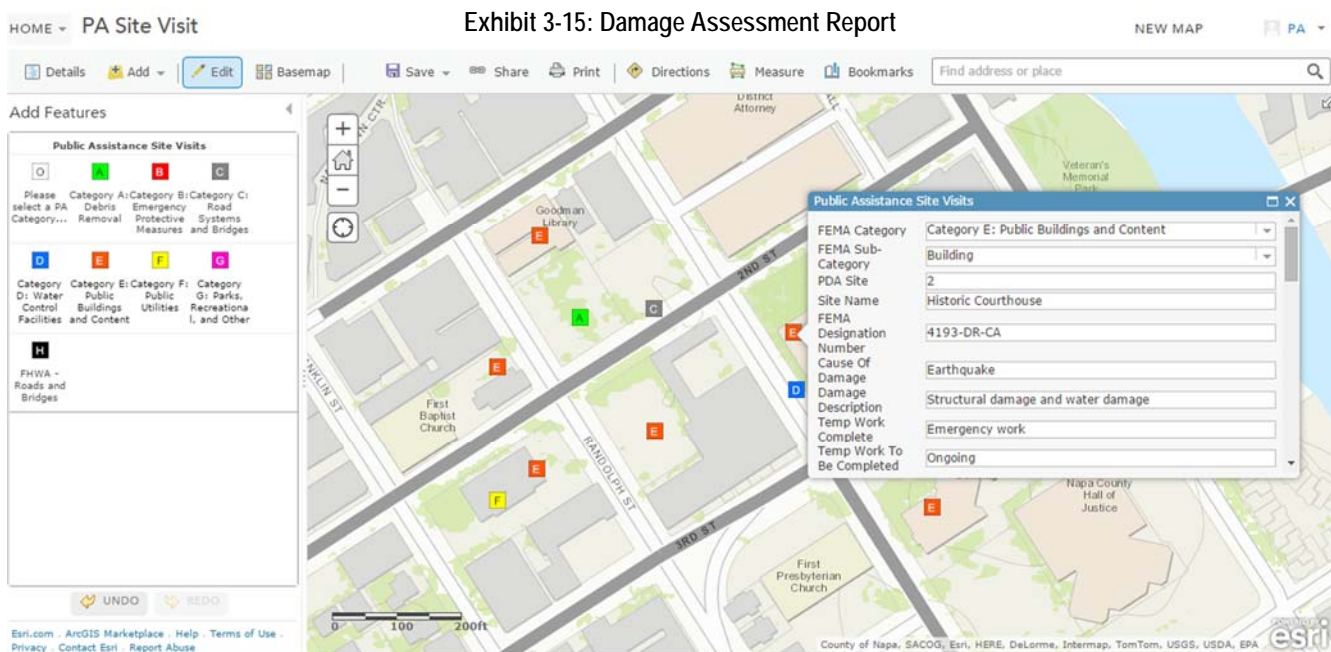 Exhibit 3-15: Damage Assessment Report
HOME PA Site Visit
NEW MAP PA
Details Add Edit Basemap Save Share Print Directions Measure Bookmarks Find address or place
Add Features
Public Assistance Site Visits
O
Please select a PA Category...
A
Category A: Debris Removal
B
Category B: Emergency Protective Measures
C
Category C: Road Systems and Bridges
D
Category D: Water Control Facilities
E
Category E: Public Buildings and Content
F
Category F: Public Utilities
G
Category G: Parks, Recreational, and Other
H
FHWA - Roads and Bridges
UNDO REDO
Esri.com . ArcGIS Marketplace . Help . Terms of Use .
Privacy . Contact Esri . Report Abuse
District
Attorney
Veteran's
Memorial
Park
Goodman
Library
E
2ND ST
C
A
E
First
Baptist
Church
E
RANDOLPH ST
E
F
3RD ST
E
D
First
Presbyterian
Church
E
Napa County
Hall of
Justice
Public Assistance Site Visits
FEMA Category Category E: Public Buildings and Content
FEMA Sub-Category Building
PDA Site 2
Site Name Historic Courthouse
FEMA Designation Number 4193-DR-CA
Cause Of Damage Earthquake
Damage Description Structural damage and water damage
Temp Work Complete Emergency work
Temp Work To Be Completed Ongoing
0 100 200ft
County of Napa, SACOG, Esri, HERE, DeLorme, Intermap, TomTom, USGS, USDA, EPA
POWERED BY
esri